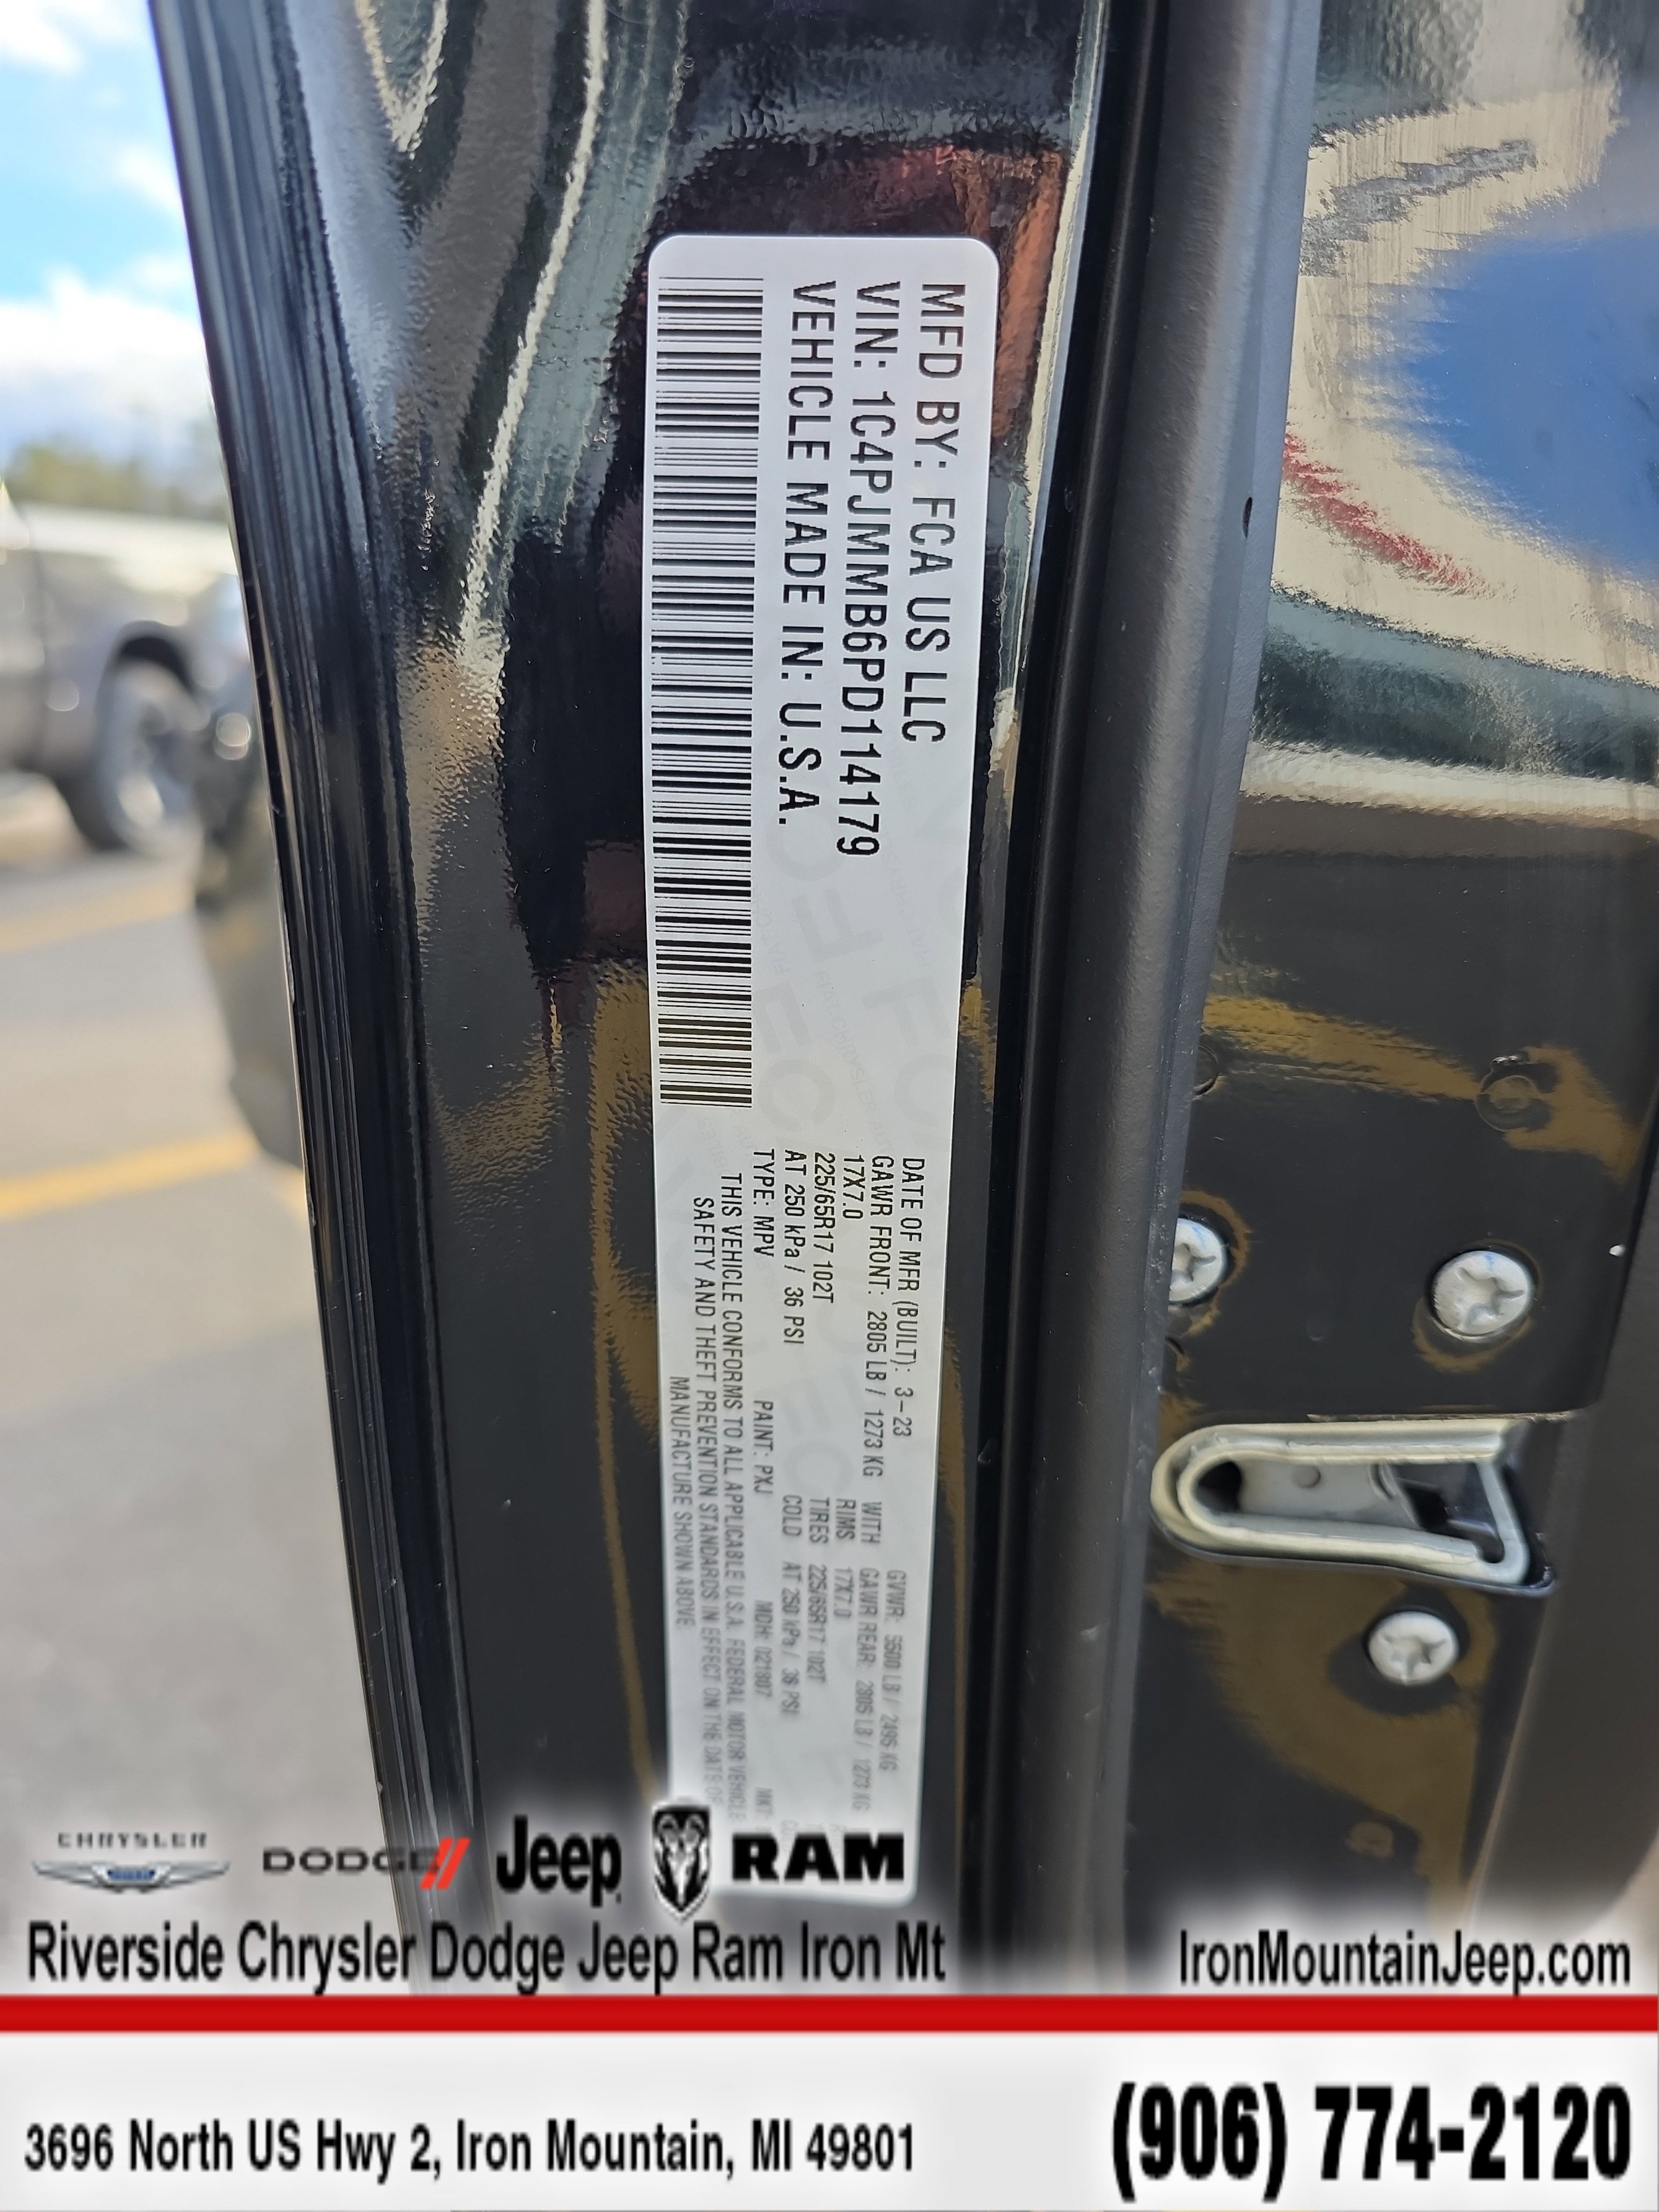 MFD BY: FCA US LLC
VIN: 1C4PJMMB6PD114179
VEHICLE MADE IN: U.S.A.
DATE OF MFR (BUILT): 3-23 GVWR: 5500 LB / 2495 KG
GAWR FRONT: 2805 LB / 1273 KG WITH GAWR REAR: 2805 LB / 1273 KG
17X7.0 RIMS 17X7.0
225/65R17 102T TIRES 225/65R17 102T
AT 250 kPa / 36 PSI COLD AT 250 kPa / 36 PSI
TYPE: MPV PAINT: PXJ MDH: 021807 MKT:
THIS VEHICLE CONFORMS TO ALL APPLICABLE U.S.A. FEDERAL MOTOR VEHICLE
SAFETY AND THEFT PREVENTION STANDARDS IN EFFECT ON THE DATE OF
MANUFACTURE SHOWN ABOVE.
CHRYSLER DODGE Jeep RAM
Riverside Chrysler Dodge Jeep Ram Iron Mt IronMountainJeep.com
3696 North US Hwy 2, Iron Mountain, MI 49801 (906) 774-2120